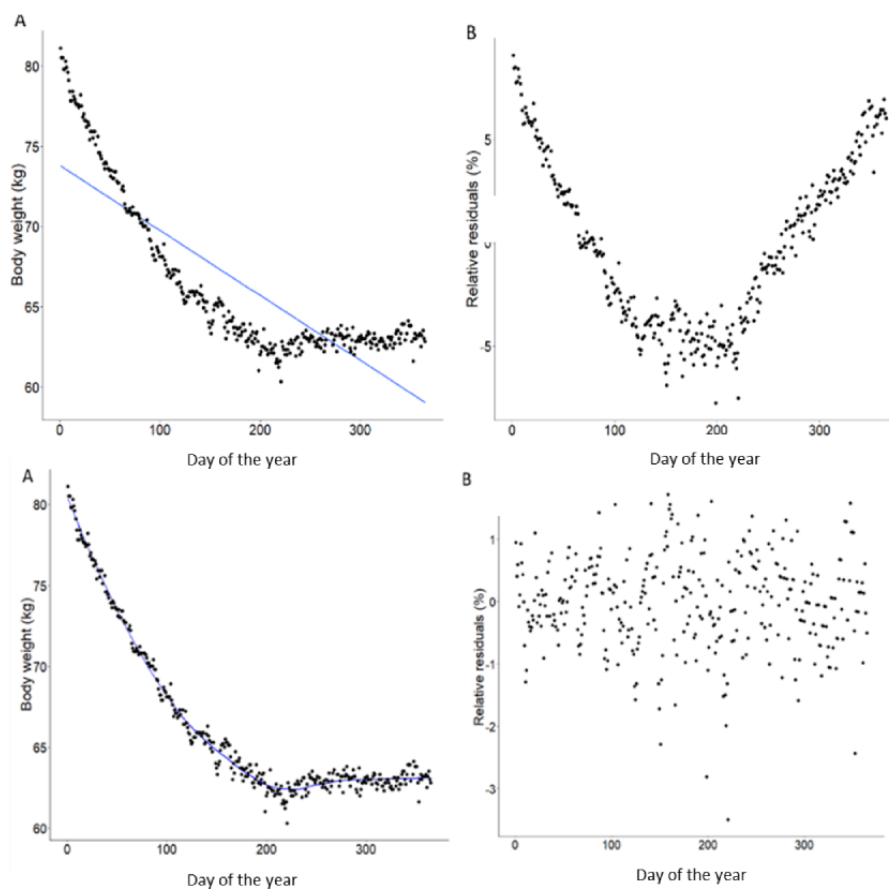 A
80
75
70
65
60
Body weight (kg)
0 100 200 300
Day of the year
B
5
0
-5
Relative residuals (%)
0 100 200 300
Day of the year
A
80
75
70
65
60
Body weight (kg)
0 100 200 300
Day of the year
B
1
0
-1
-2
-3
Relative residuals (%)
0 100 200 300
Day of the year